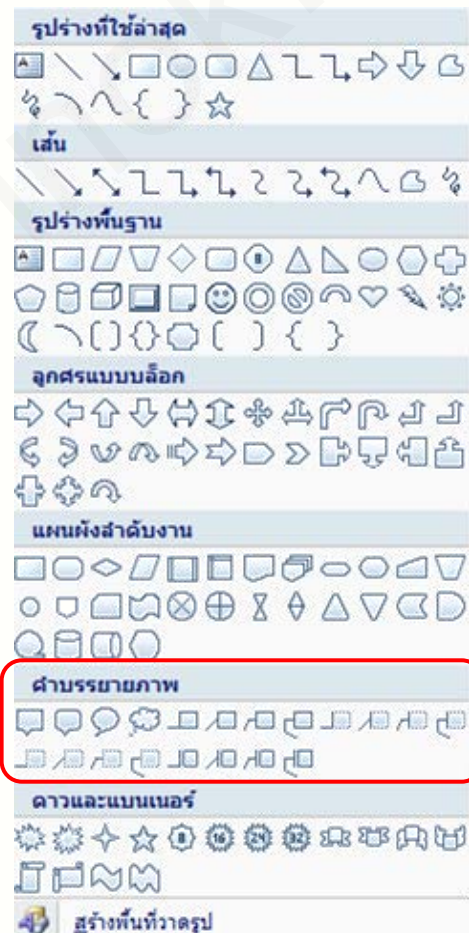 รูปร่างที่ใช้ล่าสุด
เส้น
รูปร่างพื้นฐาน
ลูกศรแบบบล็อก
แผนผังลำดับงาน
คำบรรยายภาพ
ดาวและแบนเนอร์
8 16 24 32
สร้างพื้นที่วาดรูป